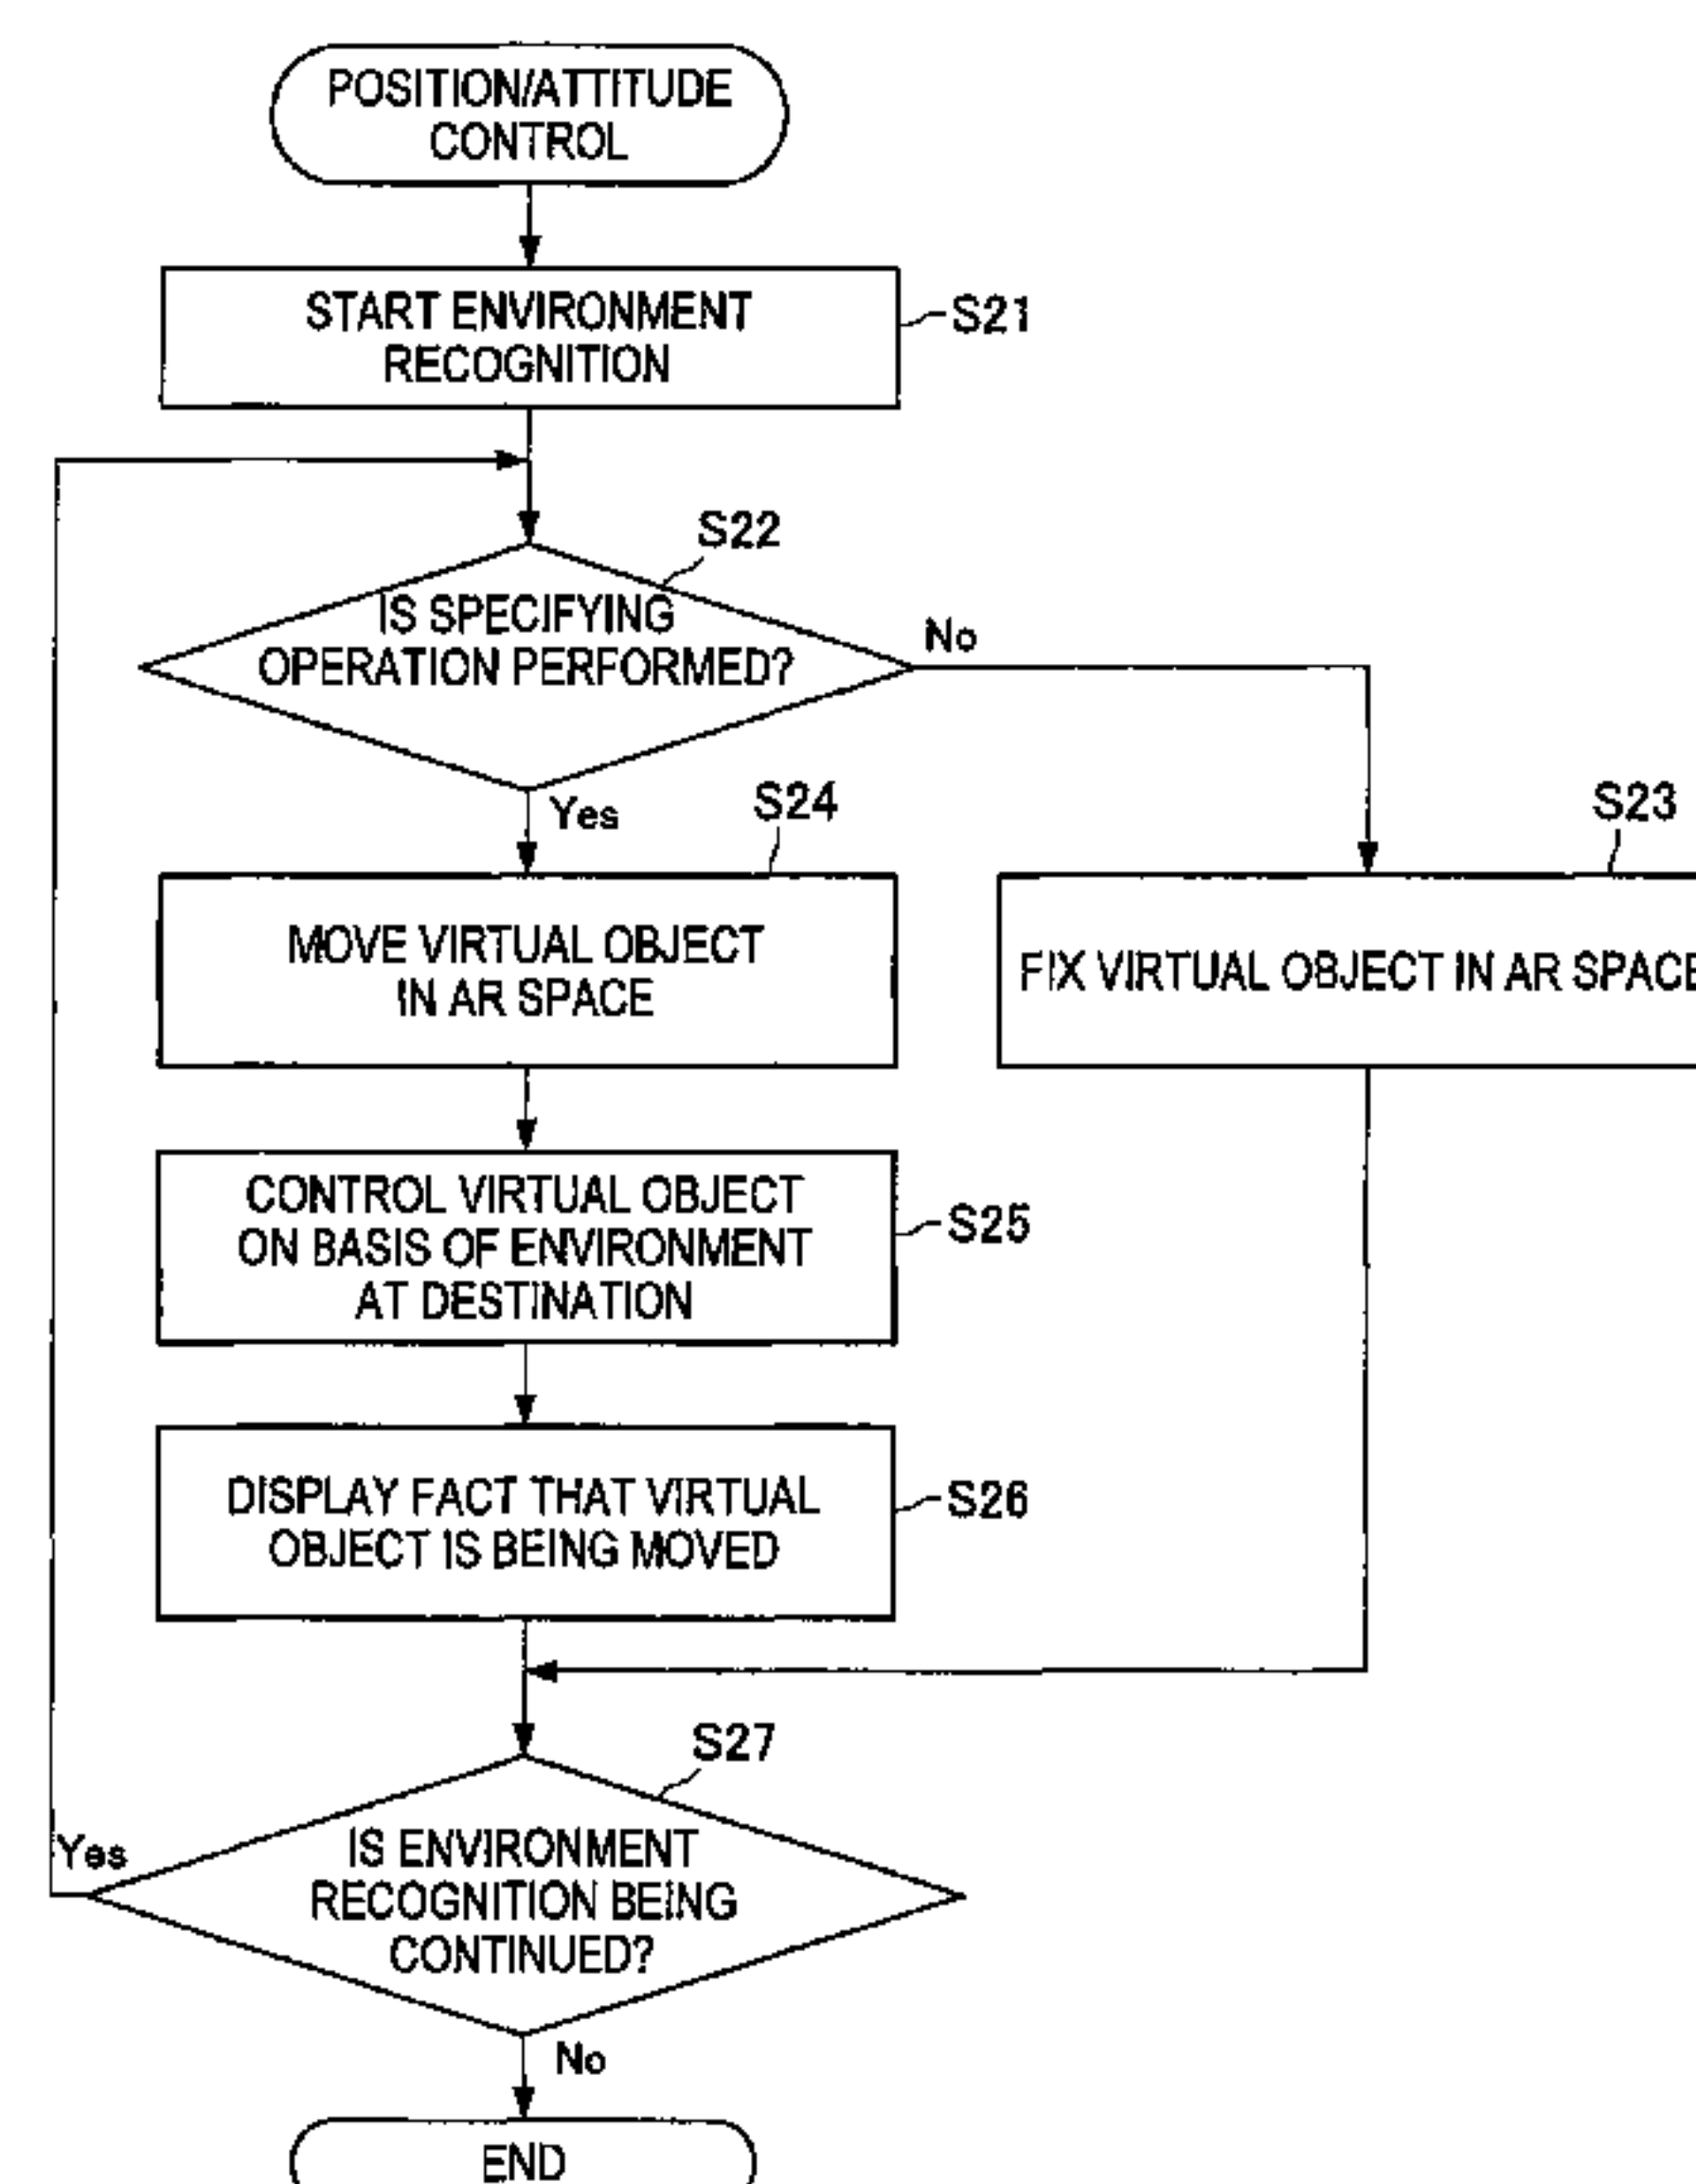 POSITION/ATTITUDE
CONTROL
START ENVIRONMENT
RECOGNITION
S21
S22
IS SPECIFYING
OPERATION PERFORMED?
No
Yes
S24
S23
MOVE VIRTUAL OBJECT
IN AR SPACE
FIX VIRTUAL OBJECT IN AR SPACE
CONTROL VIRTUAL OBJECT
ON BASIS OF ENVIRONMENT
AT DESTINATION
S25
DISPLAY FACT THAT VIRTUAL
OBJECT IS BEING MOVED
S26
S27
Yes
IS ENVIRONMENT
RECOGNITION BEING
CONTINUED?
No
END